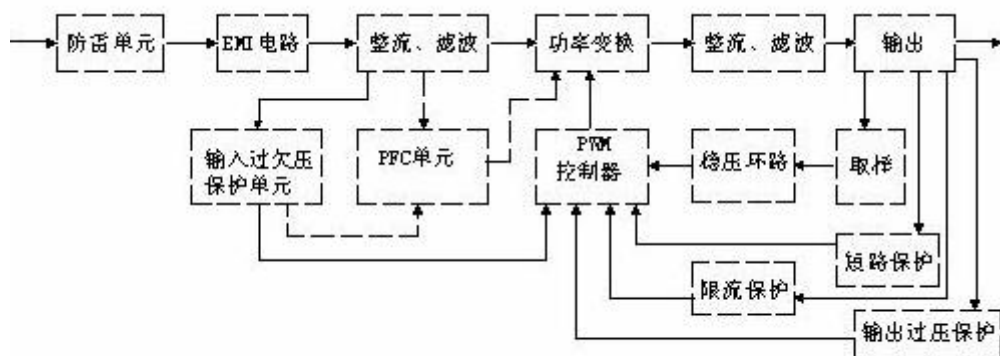 防雷单元
EMI电路
整流、滤波
功率变换
整流、滤波
输出
输入过欠压
保护单元
PFC单元
PWM
控制器
稳压环路
取样
短路保护
限流保护
输出过压保护